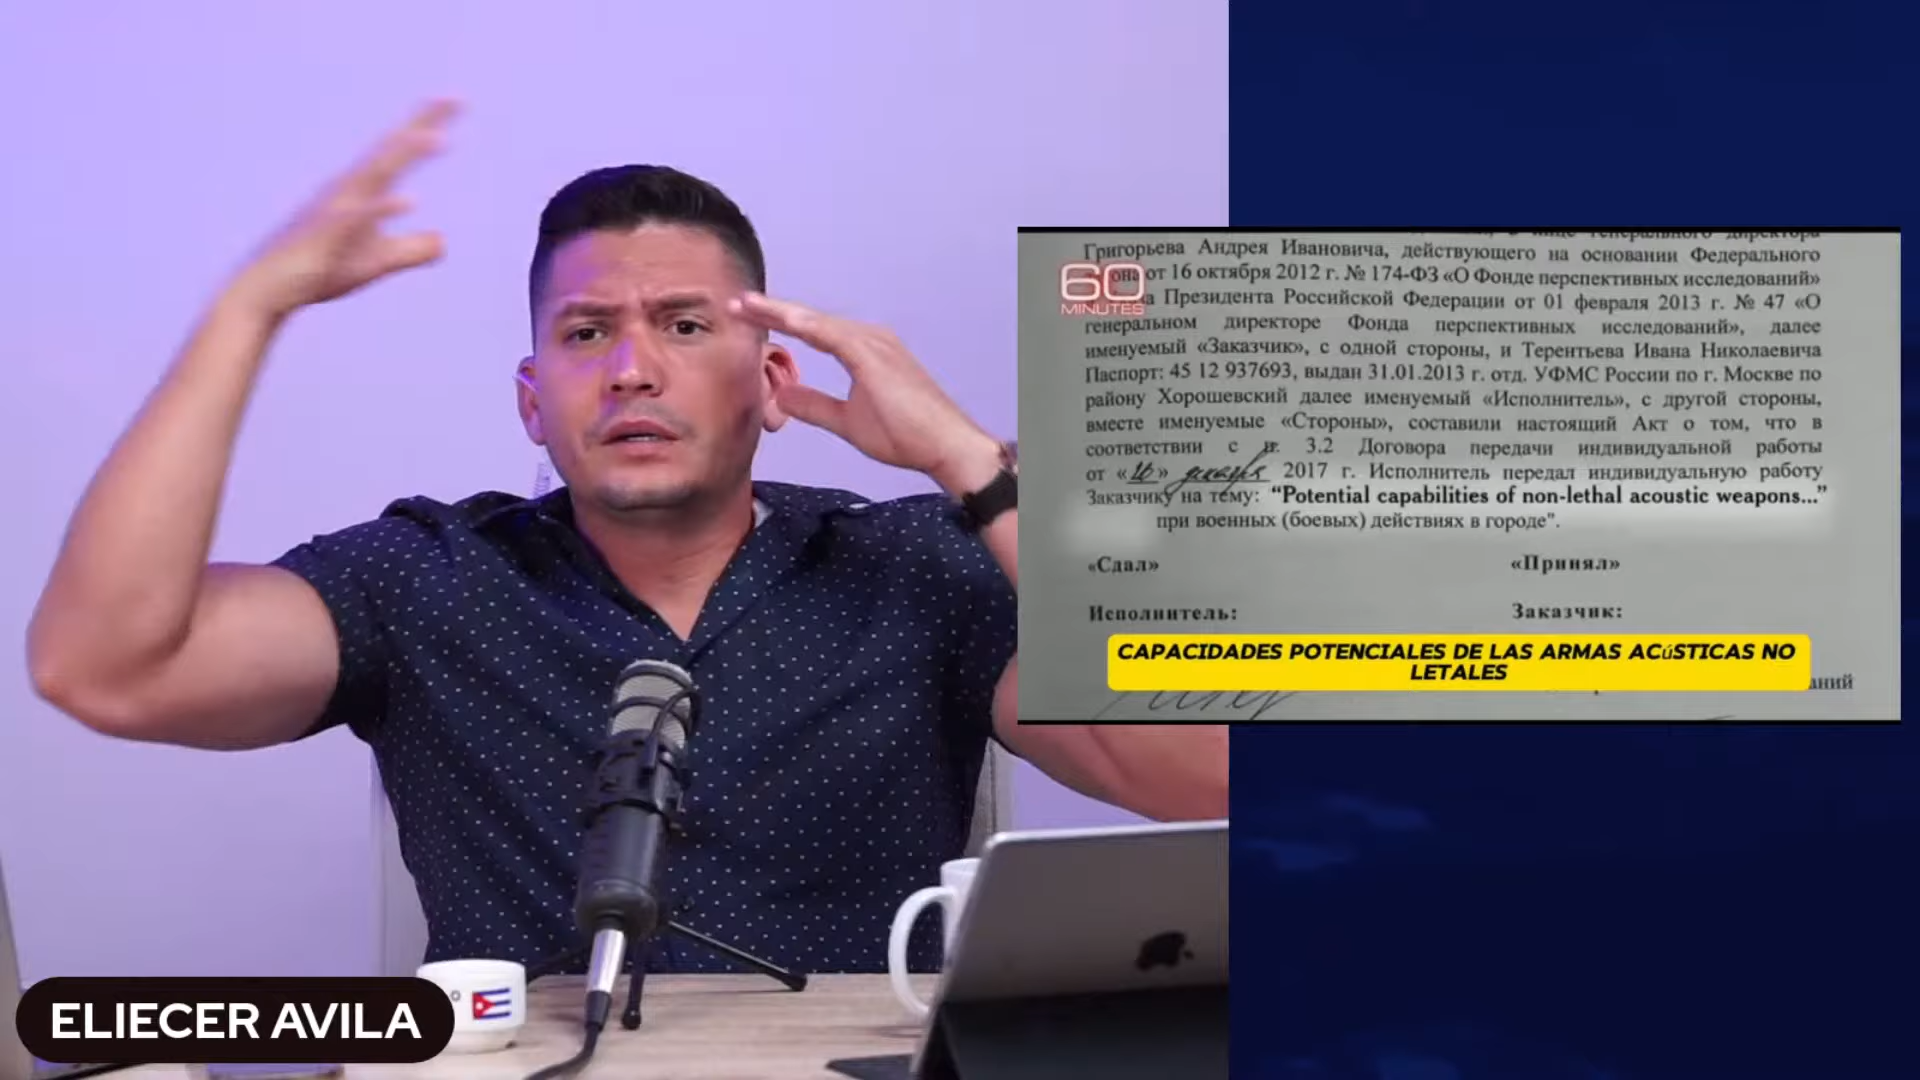 генерального директора
Григорьева Андрея Ивановича, действующего на основании Федерального
от 16 октября 2012 г. № 174-ФЗ «О Фонде перспективных исследований»
Президента Российской Федерации от 01 февраля 2013 г. № 47 «О
60
MINUTES
генеральном директоре Фонда перспективных исследований», далее
именуемый «Заказчик», с одной стороны, и Терентьева Ивана Николаевича
Паспорт: 45 12 937693, выдан 31.01.2013 г. отд. УФМС России по г. Москве по
району Хорошевский далее именуемый «Исполнитель», с другой стороны,
вместе именуемые «Стороны», составили настоящий Акт о том, что в
соответствии с п. 3.2 Договора передачи индивидуальной работы
от «26» декабря 2017 г. Исполнитель передал индивидуальную работу
Заказчику на тему: "Potential capabilities of non-lethal acoustic weapons..."
при военных (боевых) действиях в городе".
«Сдал» «Принял»
Исполнитель: Заказчик:
CAPACIDADES POTENCIALES DE LAS ARMAS ACúSTICAS NO
LETALES
ELIECER AVILA